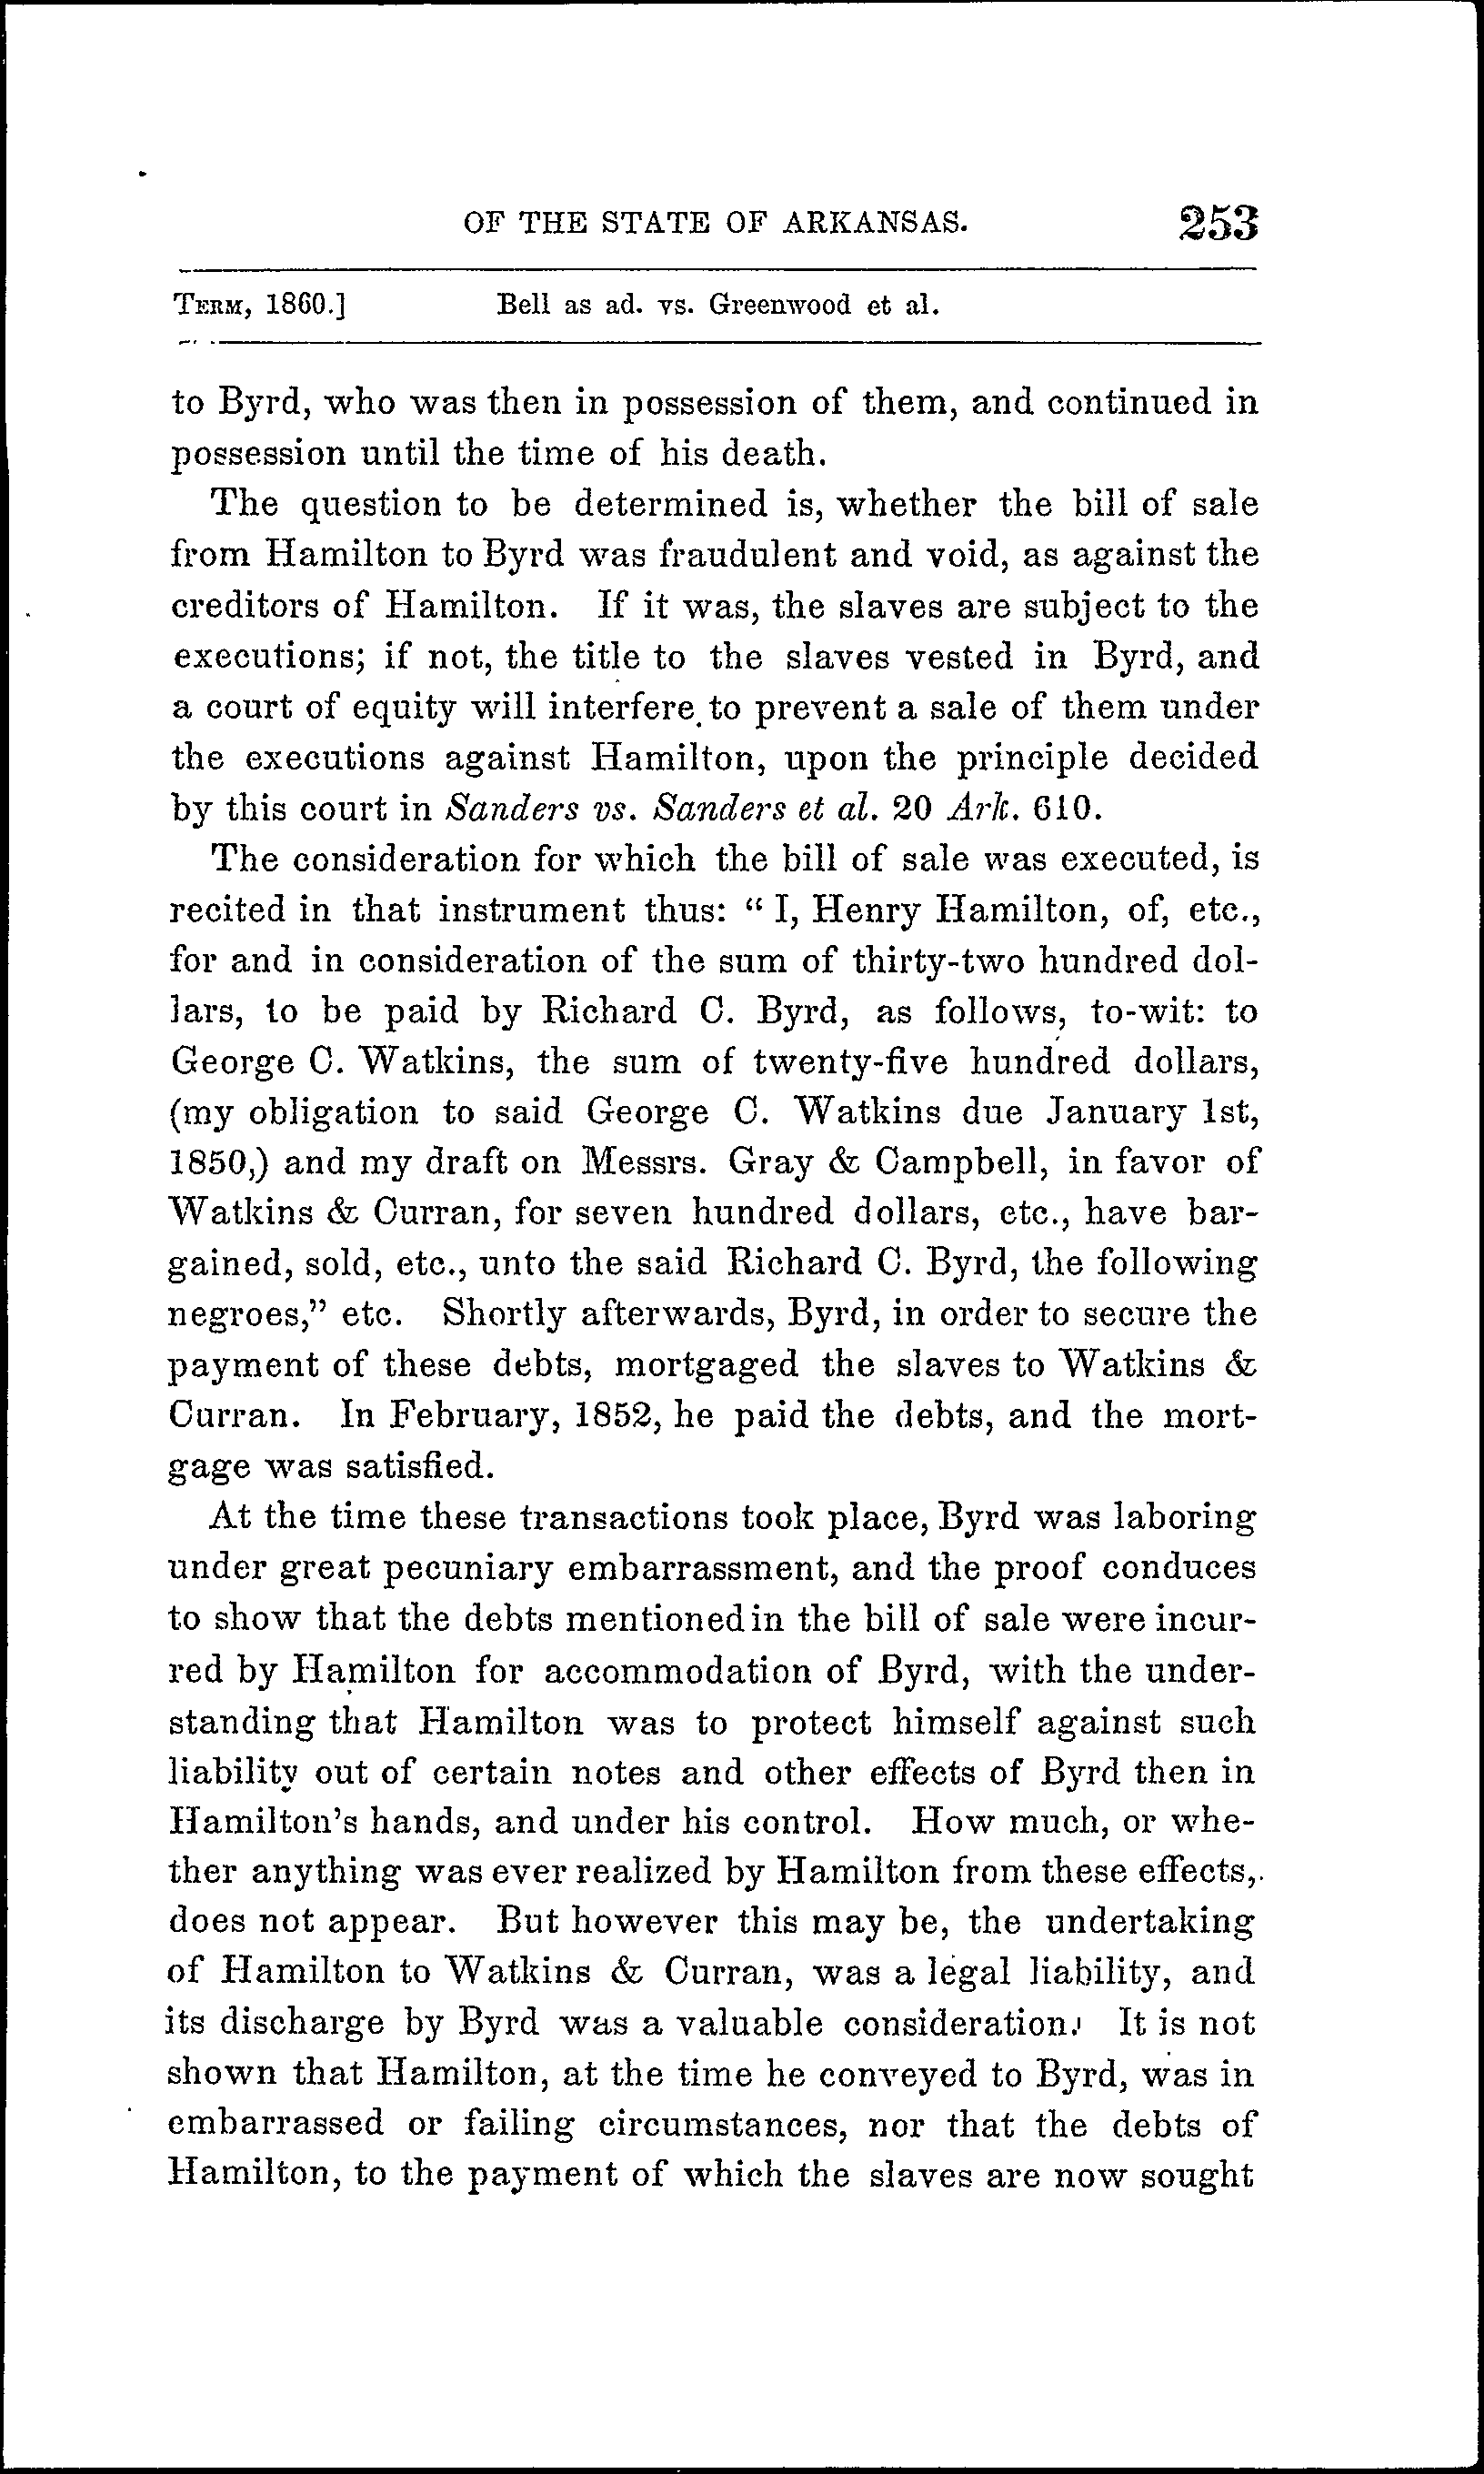 OF THE STATE OF ARKANSAS. 253
TERM, 1860.] Bell as ad. vs. Greenwood et al.
to Byrd, who was then in possession of them, and continued in
possession until the time of his death.
The question to be determined is, whether the bill of sale
from Hamilton to Byrd was fraudulent and void, as against the
creditors of Hamilton. If it was, the slaves are subject to the
executions; if not, the title to the slaves vested in Byrd, and
a court of equity will interfere to prevent a sale of them under
the executions against Hamilton, upon the principle decided
by this court in Sanders vs. Sanders et al. 20 Ark. 610.
The consideration for which the bill of sale was executed, is
recited in that instrument thus: " I, Henry Hamilton, of, etc.,
for and in consideration of the sum of thirty-two hundred dol-
lars, to be paid by Richard C. Byrd, as follows, to-wit: to
George C. Watkins, the sum of twenty-five hundred dollars,
(my obligation to said George C. Watkins due January 1st,
1850,) and my draft on Messrs. Gray & Campbell, in favor of
Watkins & Curran, for seven hundred dollars, etc., have bar-
gained, sold, etc., unto the said Richard C. Byrd, the following
negroes," etc. Shortly afterwards, Byrd, in order to secure the
payment of these debts, mortgaged the slaves to Watkins &
Curran. In February, 1852, he paid the debts, and the mort-
gage was satisfied.
At the time these transactions took place, Byrd was laboring
under great pecuniary embarrassment, and the proof conduces
to show that the debts mentioned in the bill of sale were incur-
red by Hamilton for accommodation of Byrd, with the under-
standing that Hamilton was to protect himself against such
liability out of certain notes and other effects of Byrd then in
Hamilton's hands, and under his control. How much, or whe-
ther anything was ever realized by Hamilton from these effects,
does not appear. But however this may be, the undertaking
of Hamilton to Watkins & Curran, was a legal liability, and
its discharge by Byrd was a valuable consideration. It is not
shown that Hamilton, at the time he conveyed to Byrd, was in
embarrassed or failing circumstances, nor that the debts of
Hamilton, to the payment of which the slaves are now sought